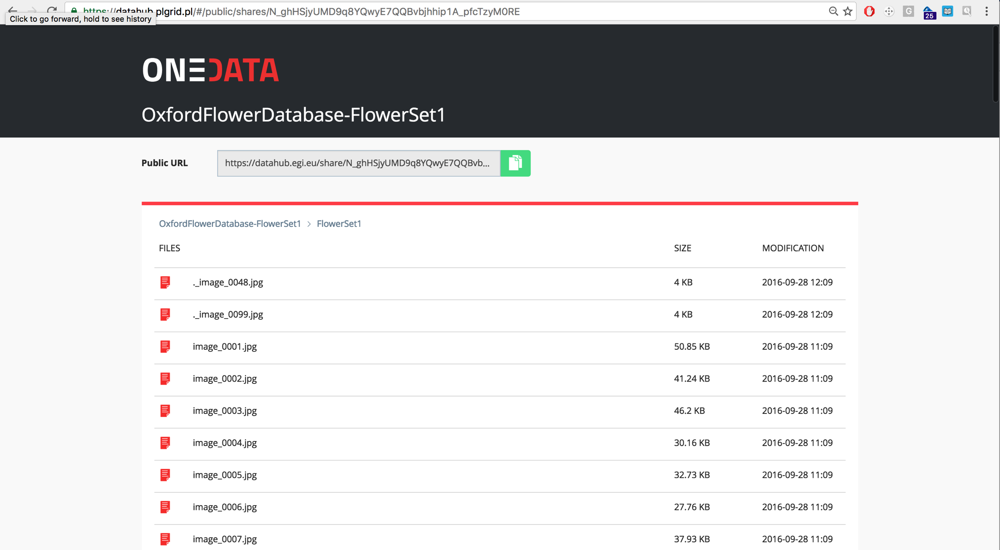 https://datahub.plgrid.pl/#/public/shares/N_ghHSjyUMD9q8YQwyE7QQBvbjhhip1A_pfcTzyM0RE
G
25
Click to go forward, hold to see history
ONEDATA
OxfordFlowerDatabase-FlowerSet1
Public URL https://datahub.egi.eu/share/N_ghHSjyUMD9q8YQwyE7QQBvb...
OxfordFlowerDatabase-FlowerSet1 > FlowerSet1
FILES SIZE MODIFICATION
._image_0048.jpg 4 KB 2016-09-28 12:09
._image_0099.jpg 4 KB 2016-09-28 12:09
image_0001.jpg 50.85 KB 2016-09-28 11:09
image_0002.jpg 41.24 KB 2016-09-28 11:09
image_0003.jpg 46.2 KB 2016-09-28 11:09
image_0004.jpg 30.16 KB 2016-09-28 11:09
image_0005.jpg 32.73 KB 2016-09-28 11:09
image_0006.jpg 27.76 KB 2016-09-28 11:09
image_0007.jpg 37.93 KB 2016-09-28 11:09